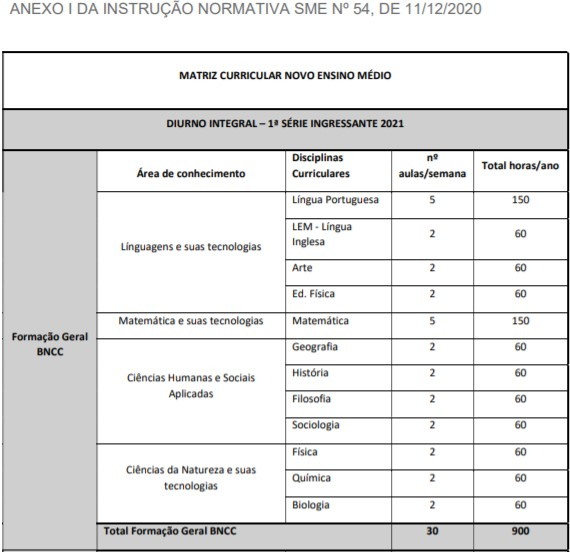 ANEXO I DA INSTRUÇÃO NORMATIVA SME Nº 54, DE 11/12/2020
MATRIZ CURRICULAR NOVO ENSINO MÉDIO
DIURNO INTEGRAL – 1ª SÉRIE INGRESSANTE 2021
Área de conhecimento
Disciplinas
Curriculares
nº
aulas/semana
Total horas/ano
Formação Geral
BNCC
Línguagens e suas tecnologias
Língua Portuguesa 5 150
LEM - Língua
Inglesa
2 60
Arte 2 60
Ed. Física 2 60
Matemática e suas tecnologias Matemática 5 150
Ciências Humanas e Sociais
Aplicadas
Geografia 2 60
História 2 60
Filosofia 2 60
Sociologia 2 60
Ciências da Natureza e suas
tecnologias
Física 2 60
Química 2 60
Biologia 2 60
Total Formação Geral BNCC 30 900